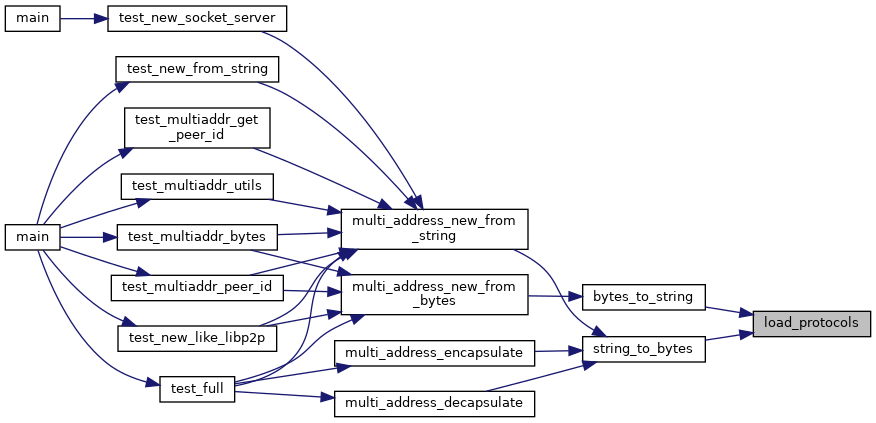 main
test_new_socket_server
test_new_from_string
test_multiaddr_get
_peer_id
test_multiaddr_utils
main
test_multiaddr_bytes
test_multiaddr_peer_id
test_new_like_libp2p
test_full
multi_address_new_from
_string
multi_address_new_from
_bytes
multi_address_encapsulate
multi_address_decapsulate
bytes_to_string
string_to_bytes
load_protocols